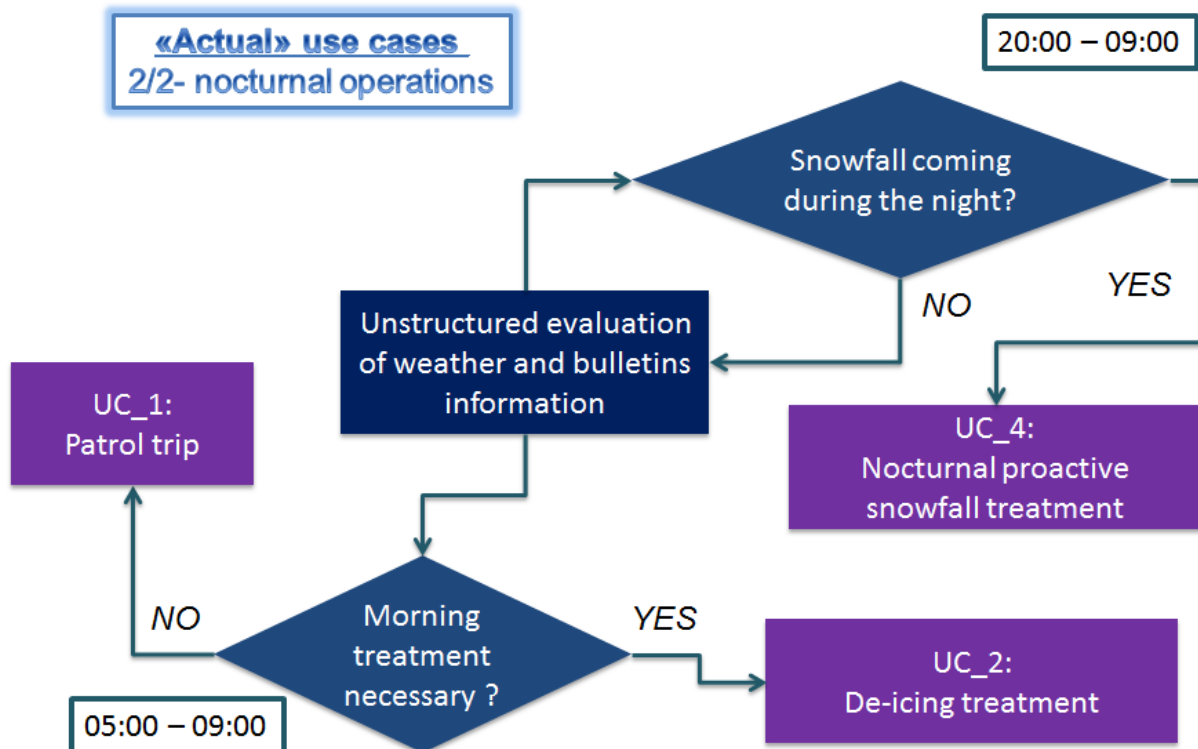 «Actual» use cases
2/2- nocturnal operations
20:00 – 09:00
Snowfall coming
during the night?
NO
YES
Unstructured evaluation
of weather and bulletins
information
UC_1:
Patrol trip
UC_4:
Nocturnal proactive
snowfall treatment
NO
Morning
treatment
necessary ?
YES
UC_2:
De-icing treatment
05:00 – 09:00